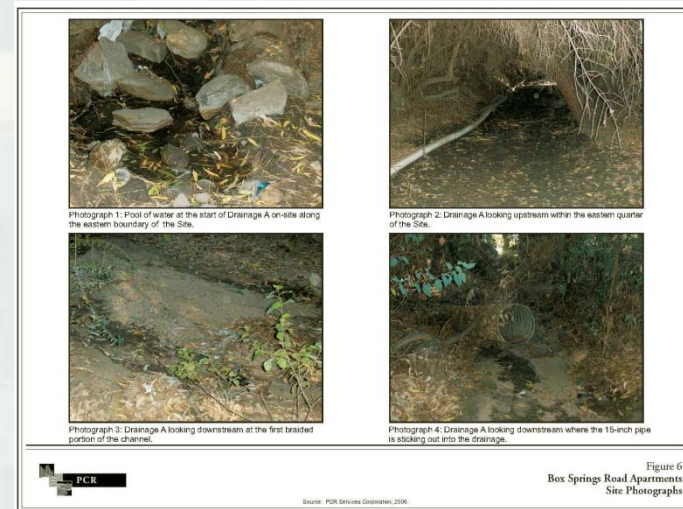 Photograph 1: Pool of water at the start of Drainage A on-site along
the eastern boundary of the Site.
Photograph 2: Drainage A looking upstream within the eastern quarter
of the Site.
Photograph 3: Drainage A looking downstream at the first braided
portion of the channel.
Photograph 4: Drainage A looking downstream where the 15-inch pipe
is sticking out into the drainage.
PCR
Figure 6
Box Springs Road Apartments
Site Photographs
Source: PCR Services Corporation, 2006.